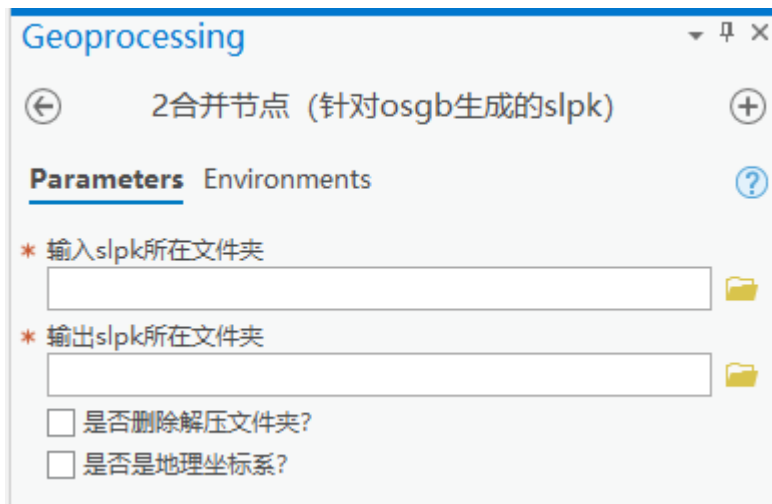 Geoprocessing
2合并节点（针对osgb生成的slpk)
Parameters Environments
* 输入slpk所在文件夹
* 输出slpk所在文件夹
是否删除解压文件夹?
是否是地理坐标系?